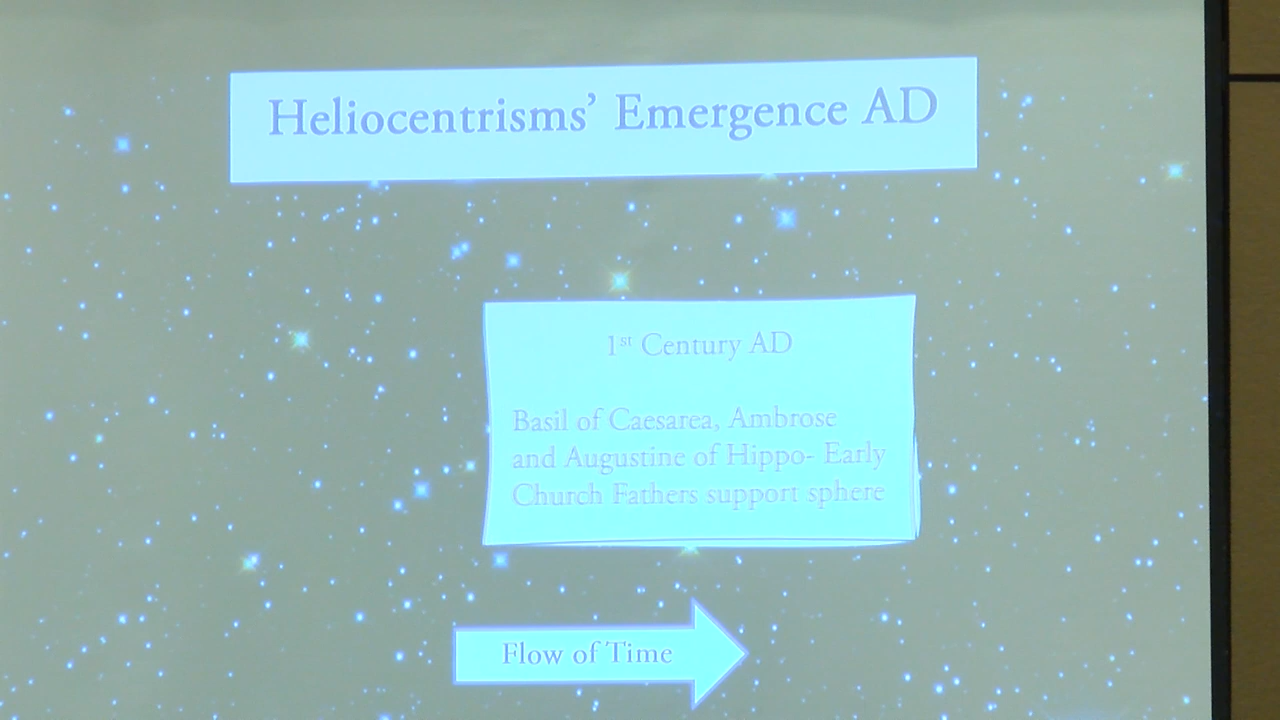 Heliocentrisms’ Emergence AD
1st Century AD
Basil of Caesarea, Ambrose
and Augustine of Hippo- Early
Church Fathers support sphere
Flow of Time